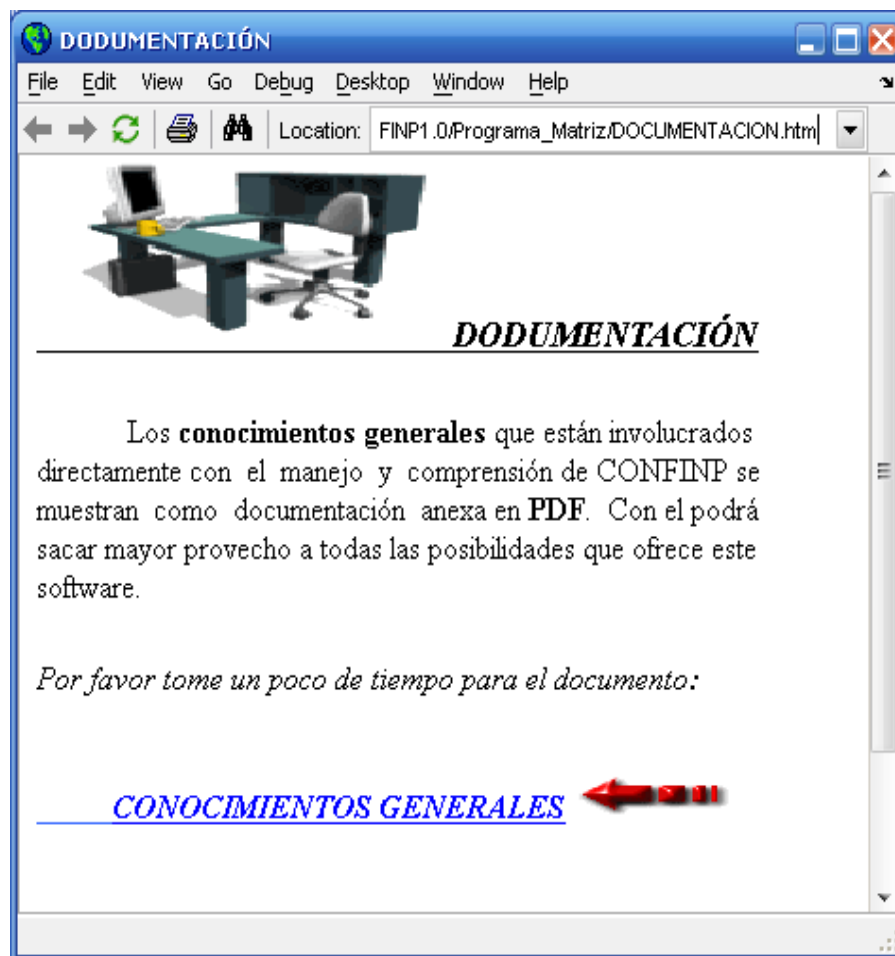 DODUMENTACIÓN
File Edit View Go Debug Desktop Window Help
Location: FINP1.0/Programa_Matriz/DOCUMENTACION.htm
DODUMENTACIÓN
Los conocimientos generales que están involucrados
directamente con el manejo y comprensión de CONFINP se
muestran como documentación anexa en PDF. Con el podrá
sacar mayor provecho a todas las posibilidades que ofrece este
software.
Por favor tome un poco de tiempo para el documento:
CONOCIMIENTOS GENERALES